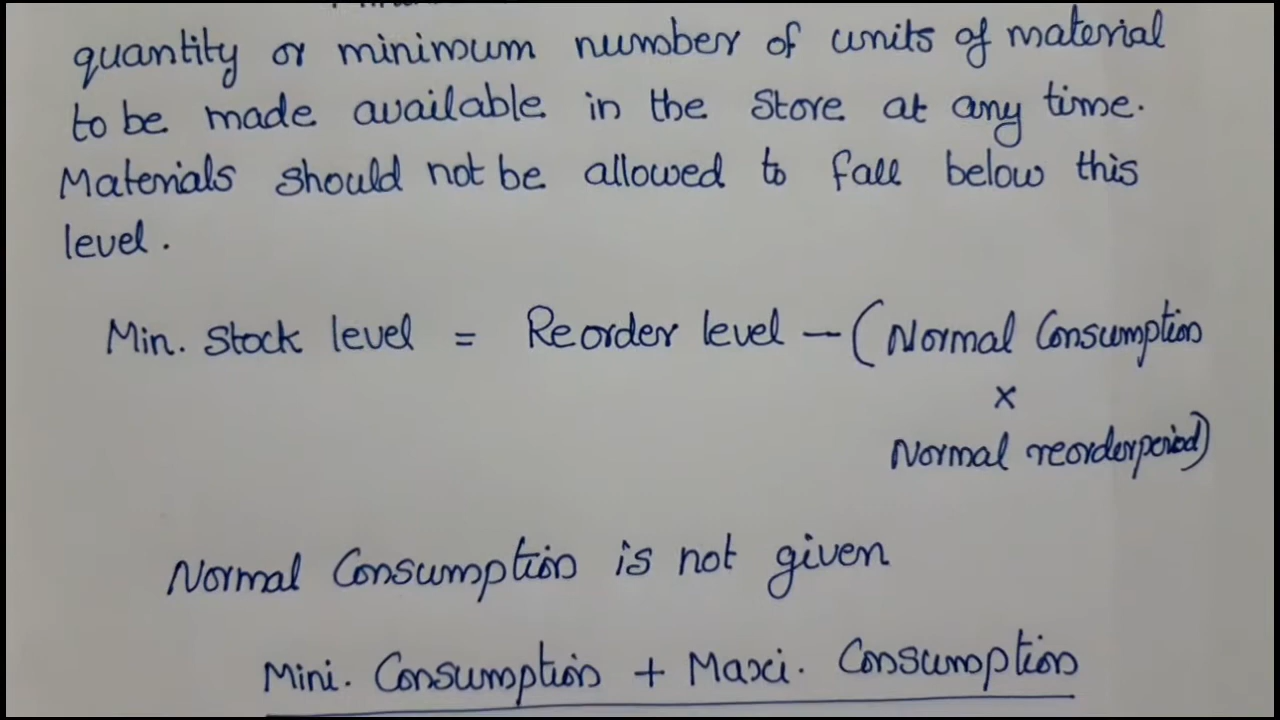 quantity or minimum number of units of material
to be made available in the store at any time.
Materials should not be allowed to fall below this
level.
Min. Stock level = Reorder level - (Normal Consumption
×
Normal reorderperiod)
Normal Consumption is not given
Mini. Consumption + Maxi. Consumption